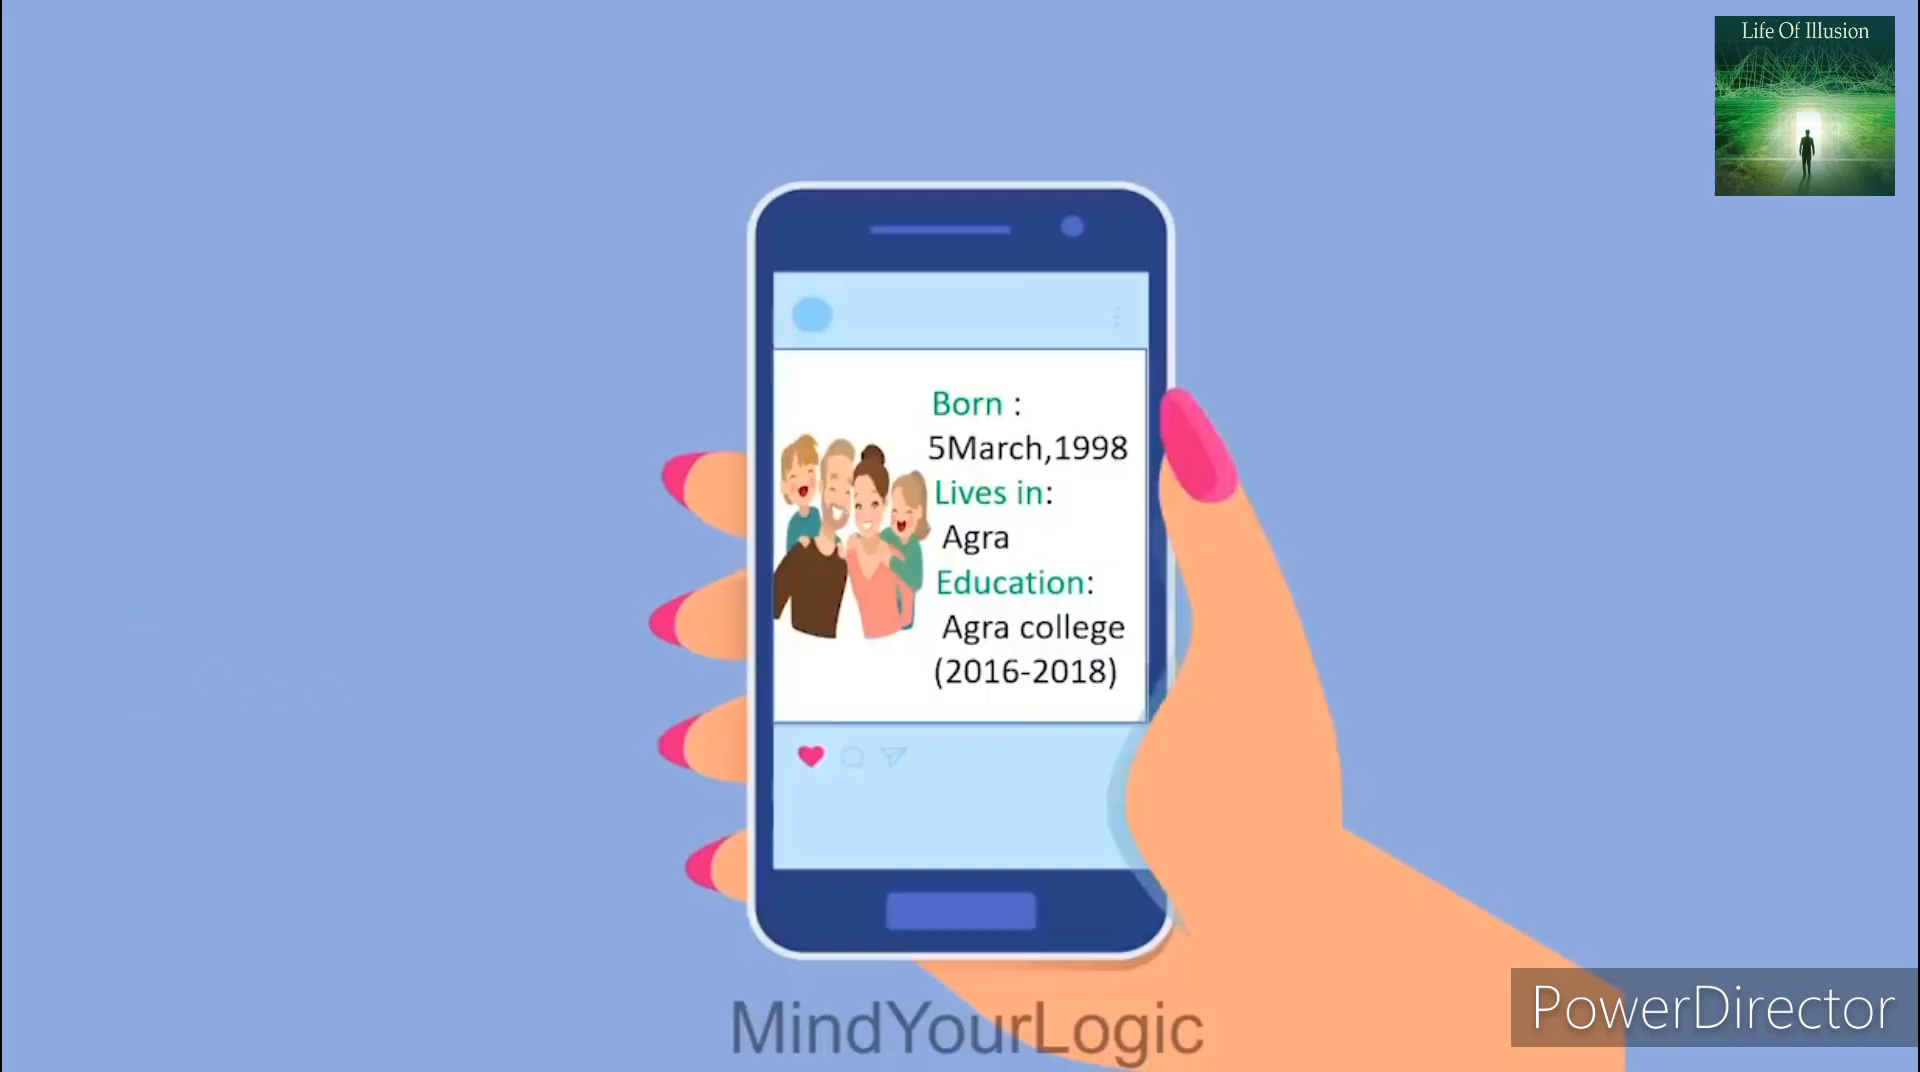 Life Of Illusion
Born :
5March,1998
Lives in:
Agra
Education:
Agra college
(2016-2018)
MindYourLogic
PowerDirector